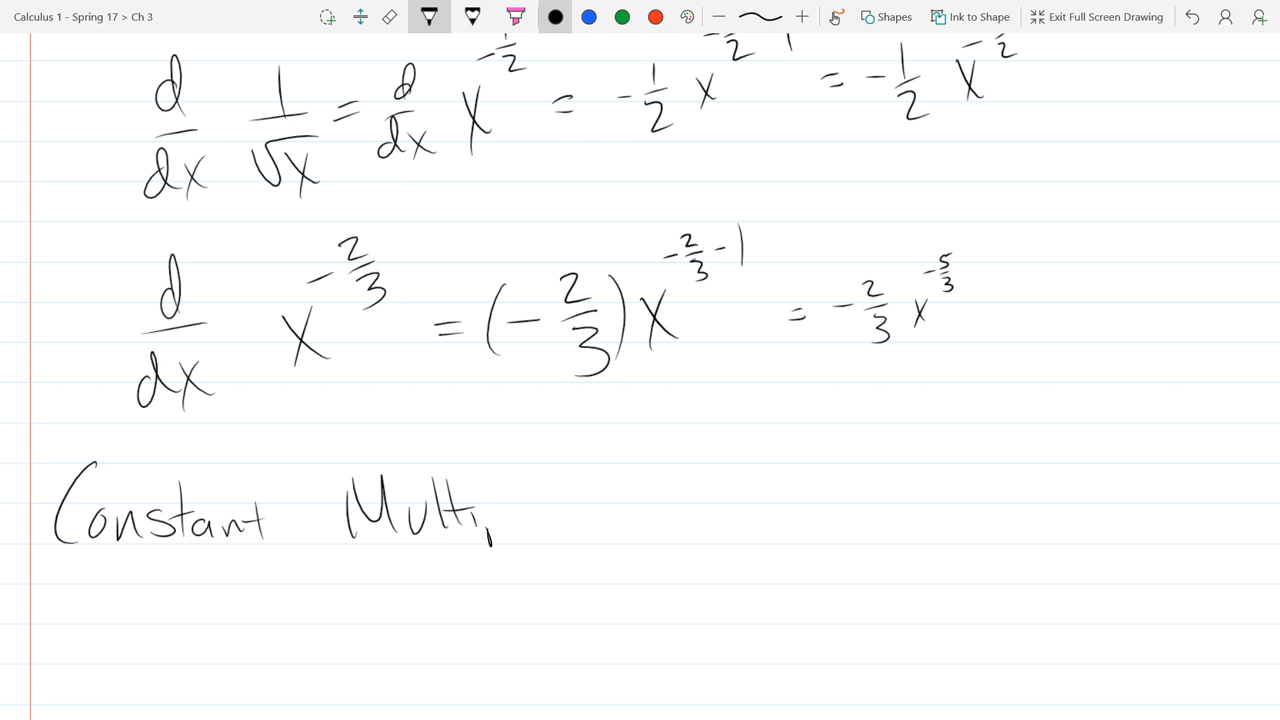 Calculus 1 - Spring 17 > Ch 3
Shapes
Ink to Shape
Exit Full Screen Drawing
d/dx 1/√x = d/dx x^(-1/2) = -1/2 x^(-1/2 - 1) = -1/2 x
d/dx x^(-2/3) = (-2/3) x^(-2/3 - 1) = -2/3 x^(-5/3)
Constant Multi